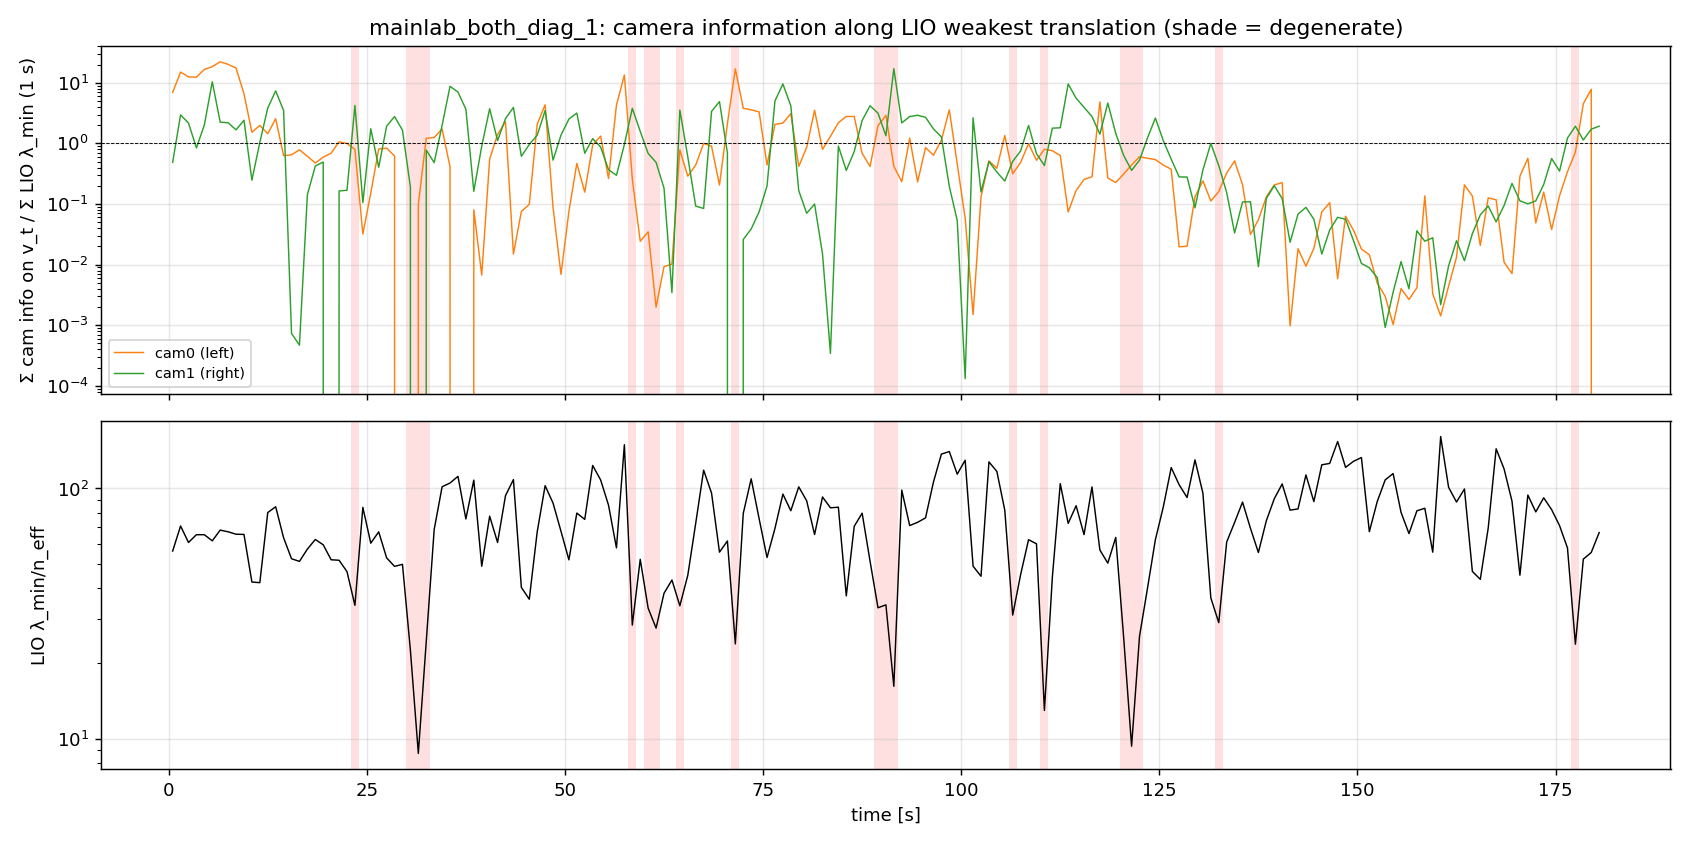 mainlab_both_diag_1: camera information along LIO weakest translation (shade = degenerate)
Σ cam info on v_t / Σ LIO λ_min (1 s)
10¹
10⁰
10⁻¹
10⁻²
10⁻³
10⁻⁴
cam0 (left)
cam1 (right)
LIO λ_min/n_eff
10²
10¹
0
25
50
75
100
125
150
175
time [s]